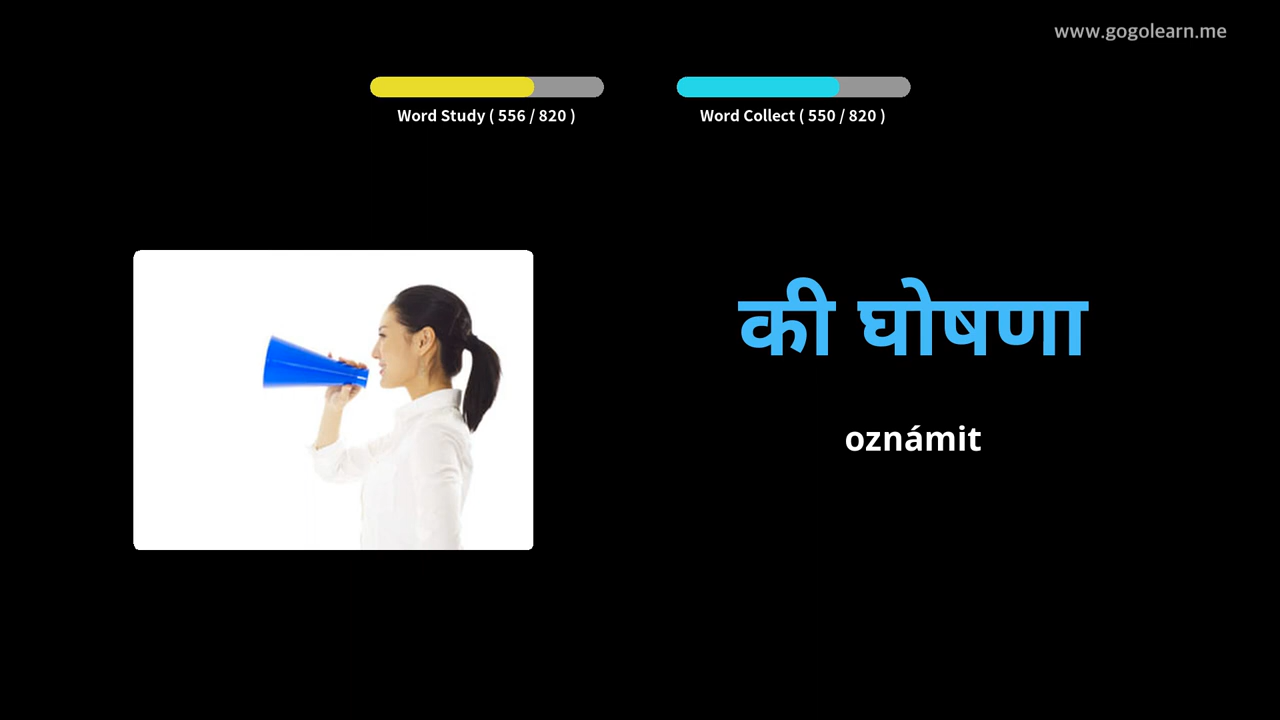 www.gogolearn.me
Word Study ( 556 / 820 )
Word Collect ( 550 / 820 )
की घोषणा
oznámit